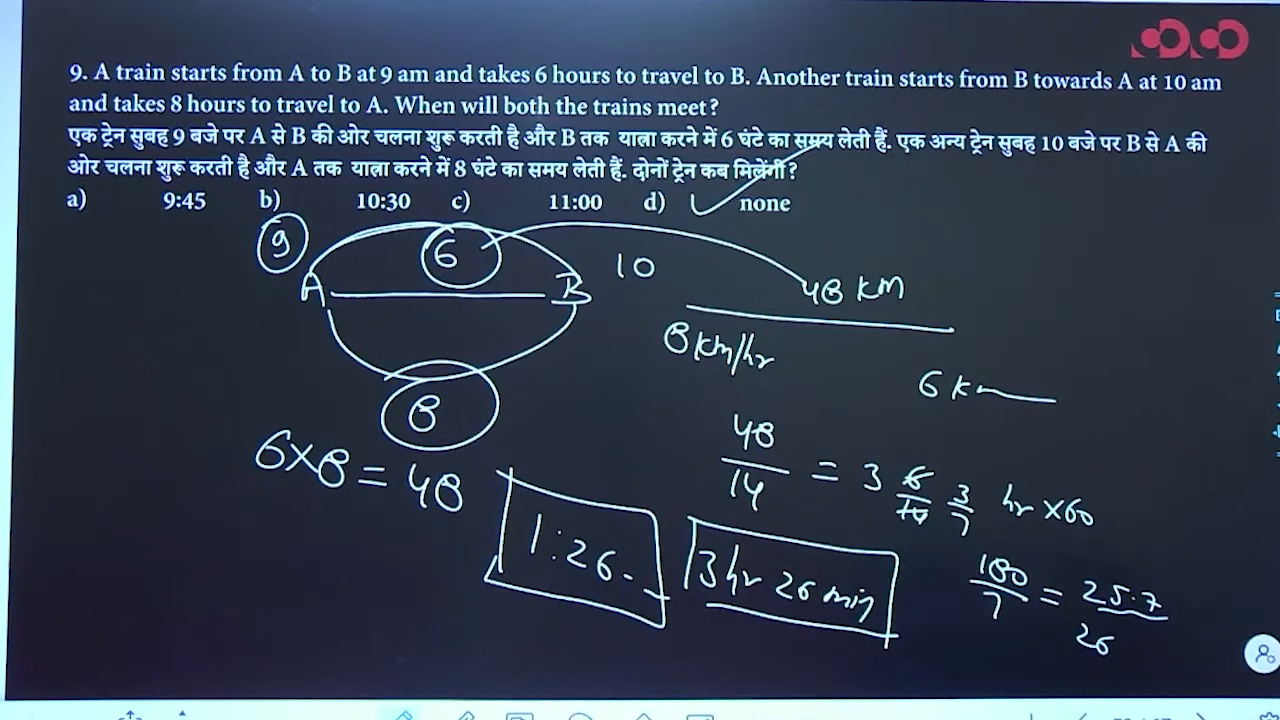 9. A train starts from A to B at 9 am and takes 6 hours to travel to B. Another train starts from B towards A at 10 am
and takes 8 hours to travel to A. When will both the trains meet?
एक ट्रेन सुबह 9 बजे पर A से B की ओर चलना शुरू करती है और B तक यात्रा करने में 6 घंटे का समय लेती हैं. एक अन्य ट्रेन सुबह 10 बजे पर B से A की
ओर चलना शुरू करती है और A तक यात्रा करने में 8 घंटे का समय लेती हैं. दोनों ट्रेन कब मिलेंगी?
a) 9:45 b) 10:30 c) 11:00 d) none
9 6 10
A B 48 KM
8 km/hr
6 K
8
6×8 = 48
48/14 = 3 6/14 3/7 hr ×60
1:26
3 hr 26 min
180/7 = 25.7
26